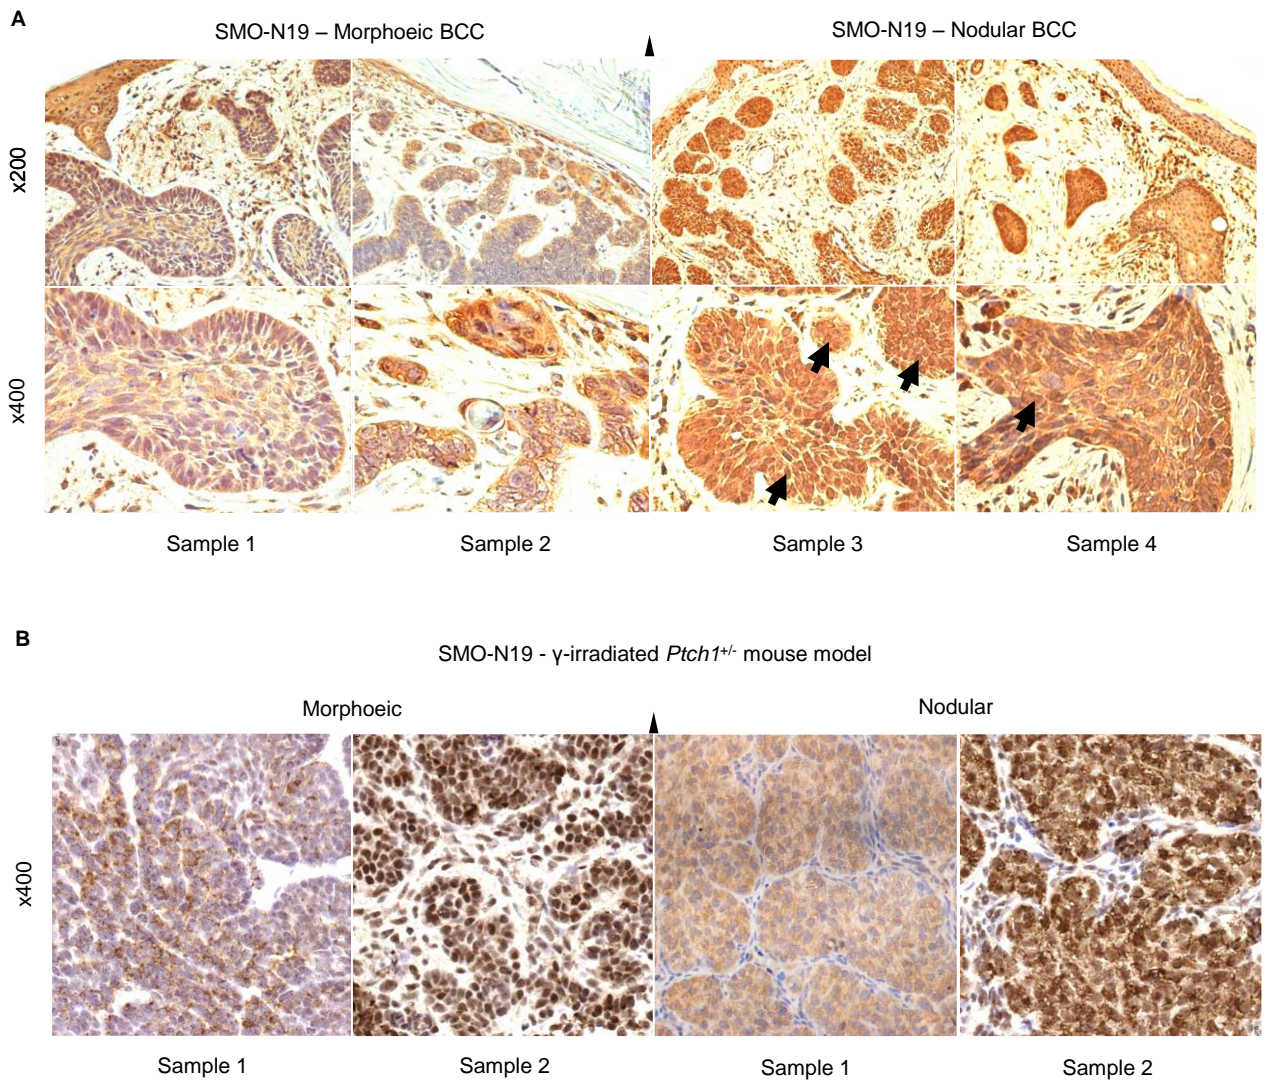 A
SMO-N19 – Morphoeic BCC
SMO-N19 – Nodular BCC
x200
x400
Sample 1
Sample 2
Sample 3
Sample 4
B
SMO-N19 - γ-irradiated Ptch1+/- mouse model
Morphoeic
Nodular
x400
Sample 1
Sample 2
Sample 1
Sample 2